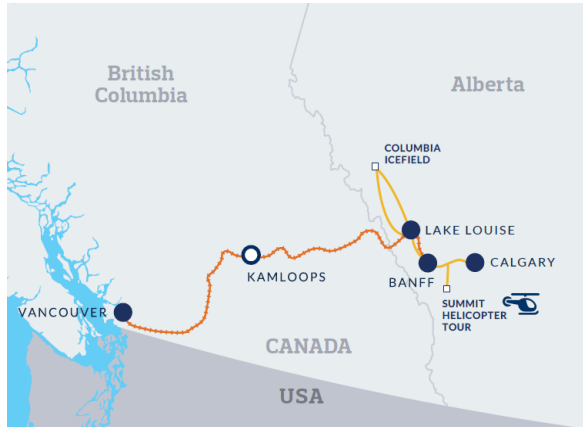 British
Columbia
Alberta
COLUMBIA
ICEFIELD
LAKE LOUISE
KAMLOOPS
BANFF
CALGARY
SUMMIT
HELICOPTER
TOUR
VANCOUVER
CANADA
USA